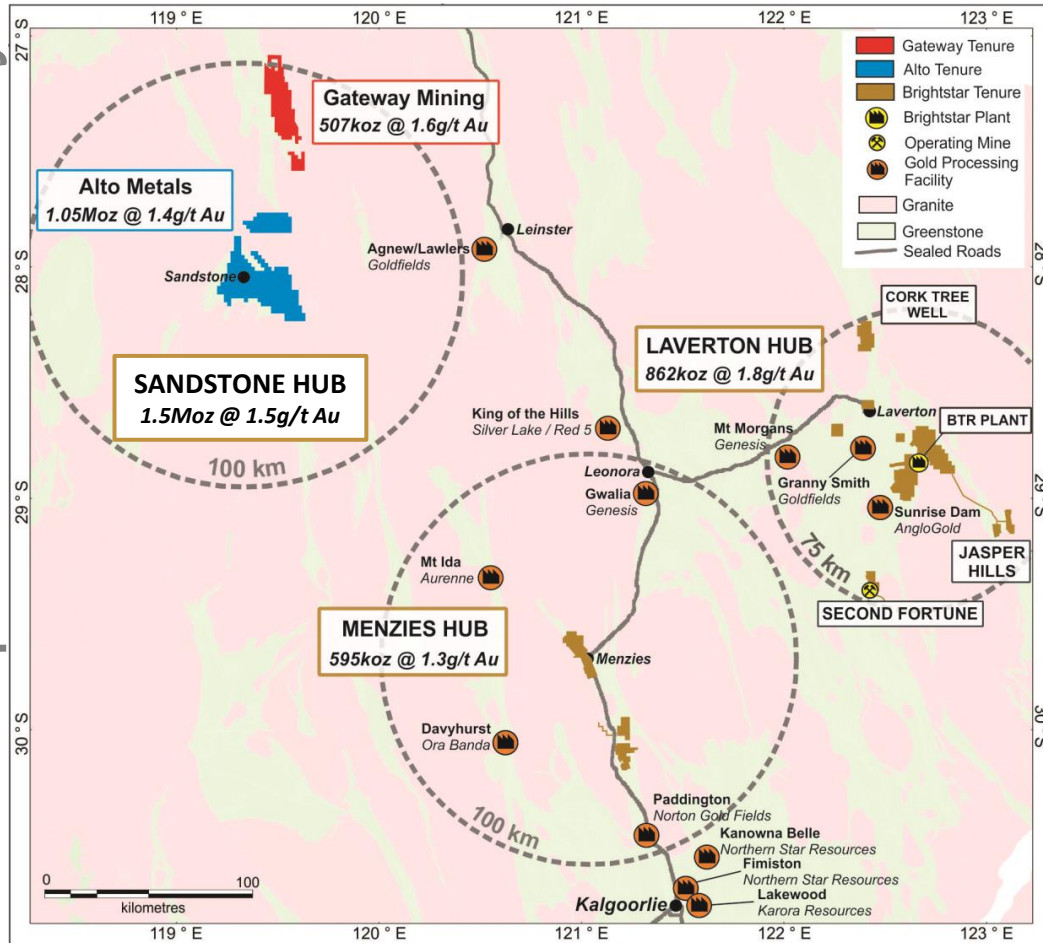 119 ° E
120 ° E
121 ° E
122 ° E
123 ° E
27° S
28° S
28° S
29° S
29° S
30° S
30° S
Gateway Tenure
Alto Tenure
Brightstar Tenure
Brightstar Plant
Operating Mine
Gold Processing
Facility
Granite
Greenstone
Sealed Roads
Gateway Mining
507koz @ 1.6g/t Au
Alto Metals
1.05Moz @ 1.4g/t Au
Leinster
Agnew/Lawlers
Goldfields
Sandstone
SANDSTONE HUB
1.5Moz @ 1.5g/t Au
100 km
CORK TREE
WELL
LAVERTON HUB
862koz @ 1.8g/t Au
King of the Hills
Silver Lake / Red 5
Mt Morgans
Genesis
Laverton
BTR PLANT
Leonora
Gwalia
Genesis
Granny Smith
Goldfields
Sunrise Dam
AngloGold
75 km
JASPER
HILLS
SECOND FORTUNE
Mt Ida
Aurenne
MENZIES HUB
595koz @ 1.3g/t Au
Menzies
Davyhurst
Ora Banda
100 km
Paddington
Norton Gold Fields
Kanowna Belle
Northern Star Resources
Fimiston
Northern Star Resources
Lakewood
Karora Resources
Kalgoorlie
0
100
kilometres
119 ° E
120 ° E
121 ° E
122 ° E
123 ° E